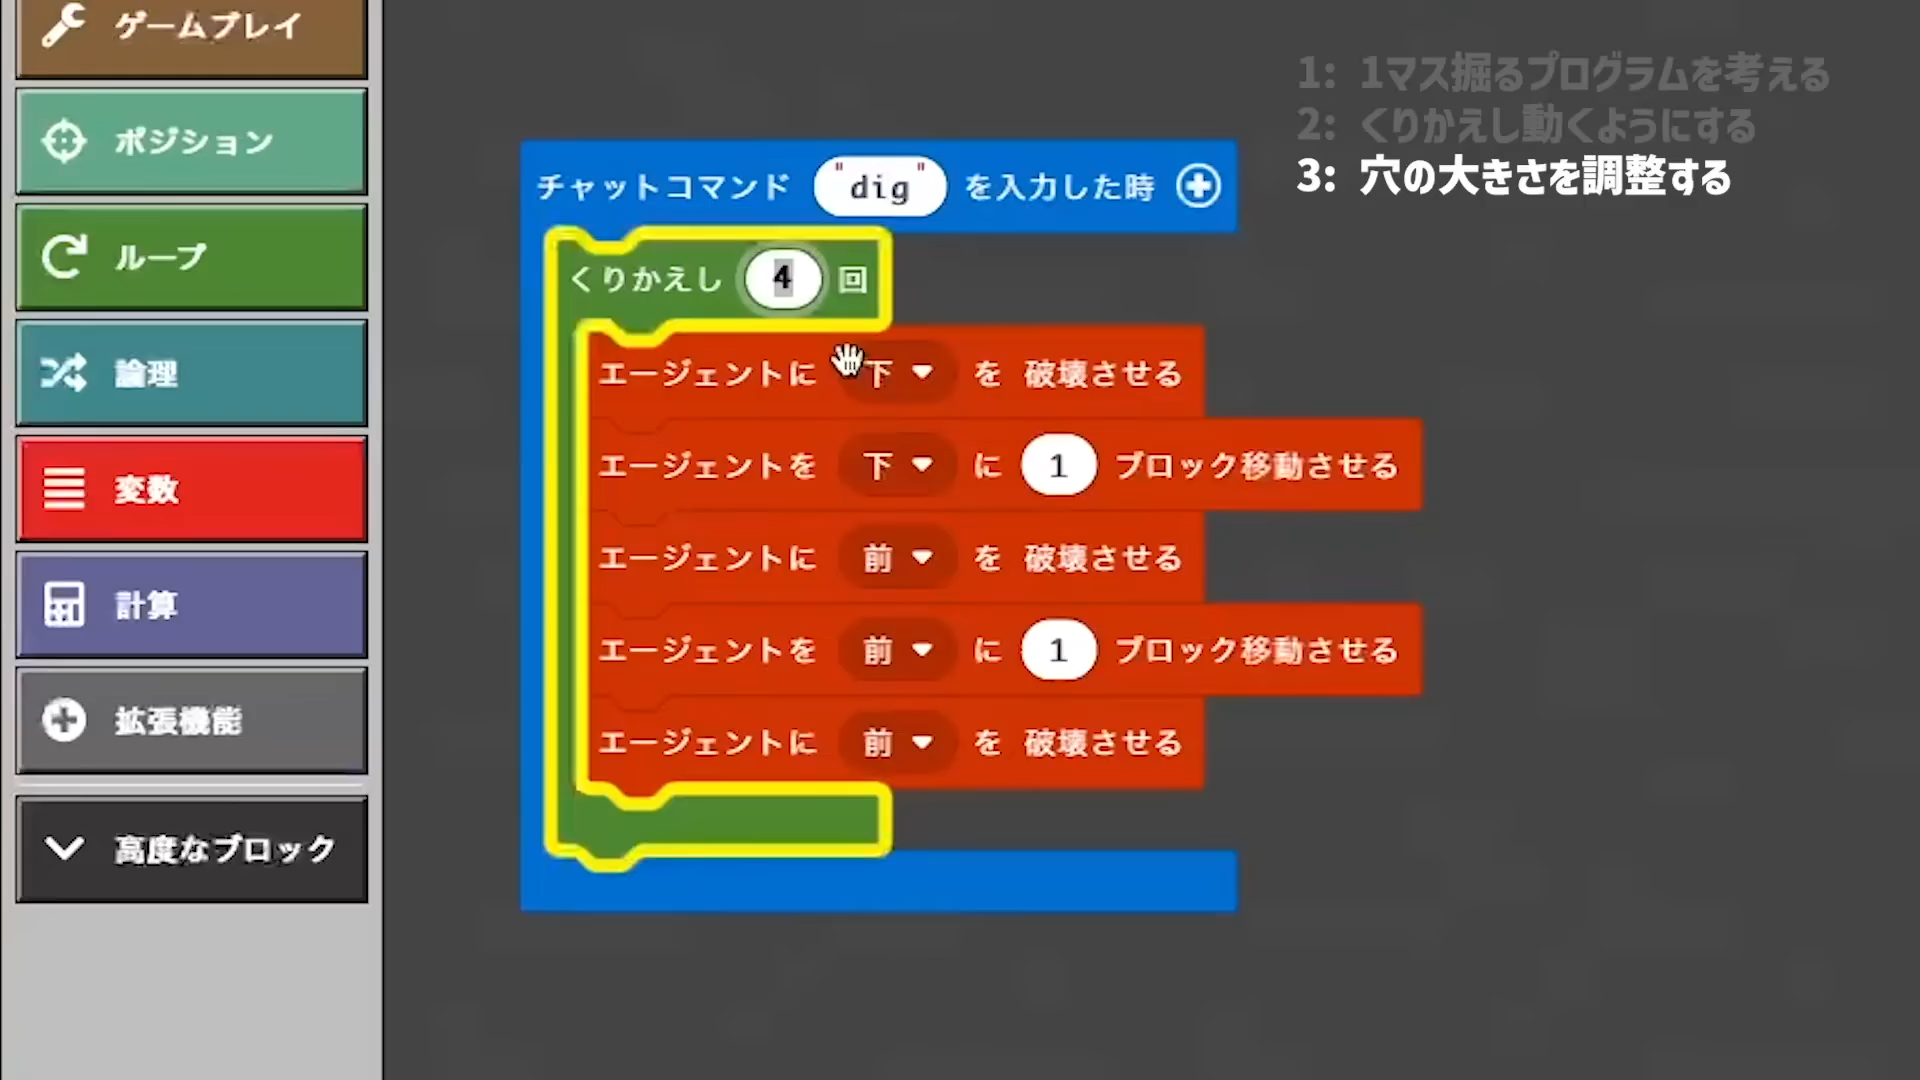 ゲームプレイ
ポジション
ループ
論理
変数
計算
拡張機能
高度なブロック
1: 1マス掘るプログラムを考える
2: くりかえし動くようにする
3: 穴の大きさを調整する
チャットコマンド "dig" を入力した時
くりかえし 4 回
エージェントに 下 を 破壊させる
エージェントを 下 に 1 ブロック移動させる
エージェントに 前 を 破壊させる
エージェントを 前 に 1 ブロック移動させる
エージェントに 前 を 破壊させる